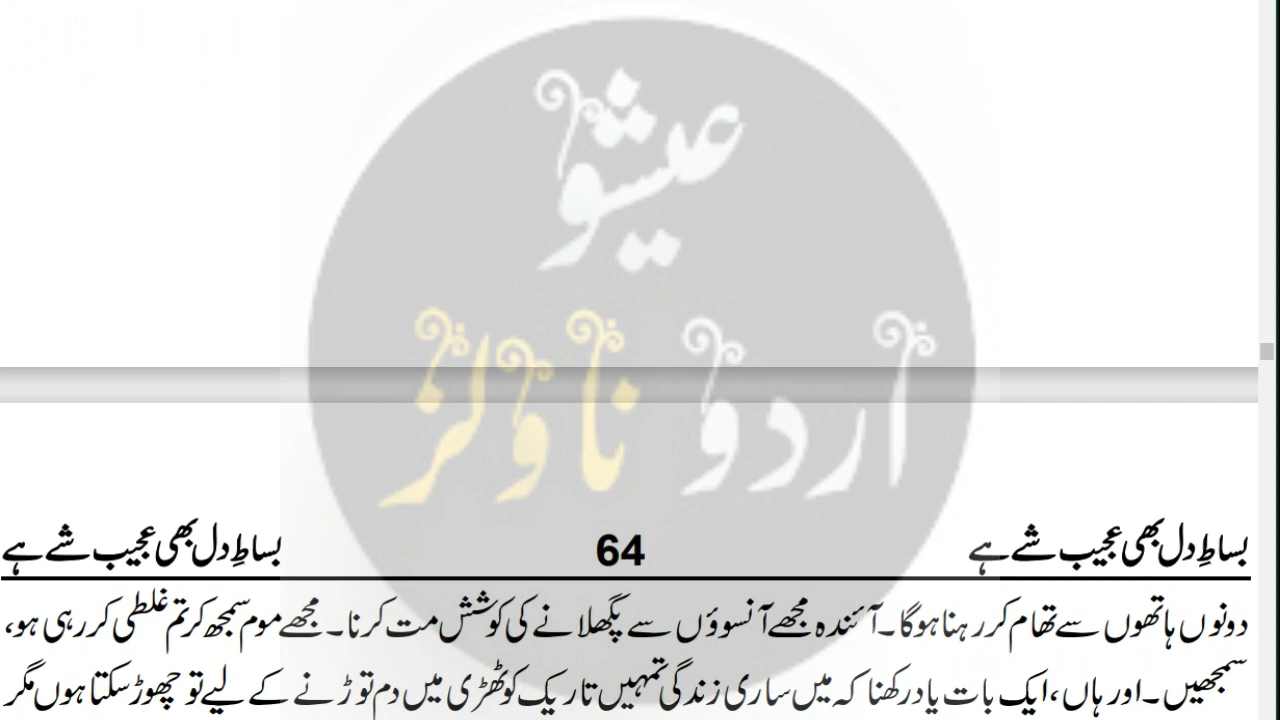 عیشو
اردو ناولز
بساطِ دل بھی عجیب شے ہے 64 بساطِ دل بھی عجیب شے ہے
دونوں ہاتھوں سے تھام کر رہنا ہوگا۔ آئندہ مجھے آنسوؤں سے پگھلانے کی کوشش مت کرنا۔ مجھے موم سمجھ کر تم غلطی کر رہی ہو،
سمجھیں۔ اور ہاں، ایک بات یاد رکھنا کہ میں ساری زندگی تمہیں تاریک کوٹھڑی میں دم توڑنے کے لیے تو چھوڑ سکتا ہوں مگر